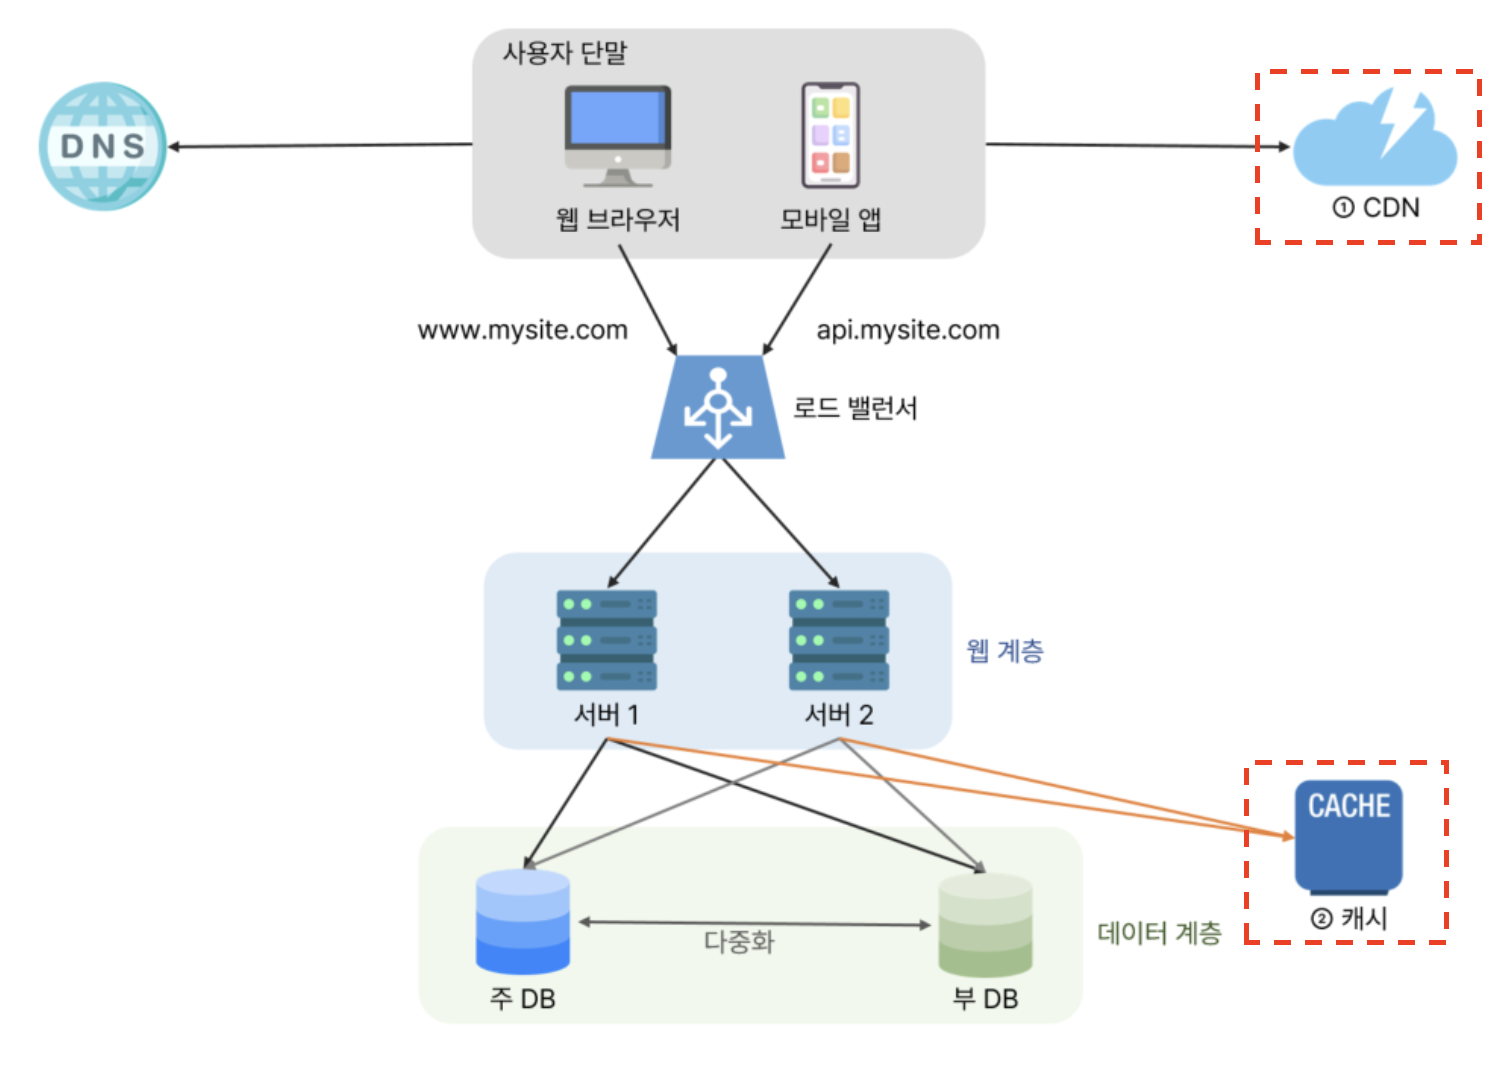 사용자 단말
DNS
웹 브라우저
모바일 앱
① CDN
www.mysite.com
api.mysite.com
로드 밸런서
웹 계층
서버 1
서버 2
CACHE
② 캐시
다중화
데이터 계층
주 DB
부 DB